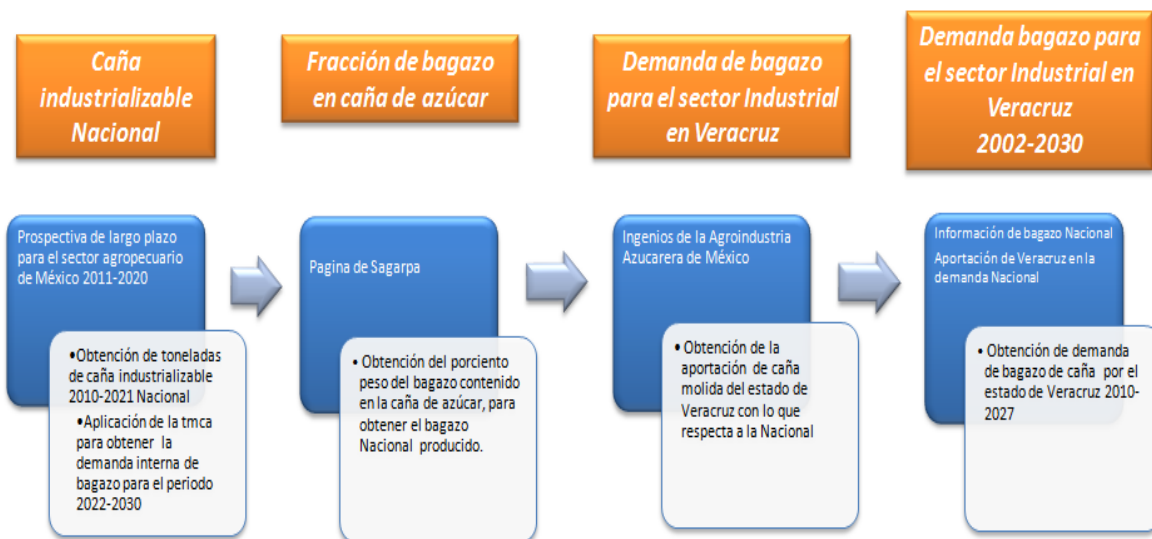 Caña
industrializable
Nacional
Fracción de bagazo
en caña de azúcar
Demanda de bagazo
para el sector Industrial
en Veracruz
Demanda bagazo para
el sector Industrial en
Veracruz
2002-2030
Prospectiva de largo plazo
para el sector agropecuario
de México 2011-2020
•Obtención de toneladas
de caña industrializable
2010-2021 Nacional
•Aplicación de la tmca
para obtener la
demanda interna de
bagazo para el periodo
2022-2030
Pagina de Sagarpa
• Obtención del porciento
peso del bagazo contenido
en la caña de azúcar, para
obtener el bagazo
Nacional producido.
Ingenios de la Agroindustria
Azucarera de México
• Obtención de la
aportación de caña
molida del estado de
Veracruz con lo que
respecta a la Nacional
Información de bagazo Nacional
Aportación de Veracruz en la
demanda Nacional
• Obtención de demanda
de bagazo de caña por el
estado de Veracruz 2010-
2027